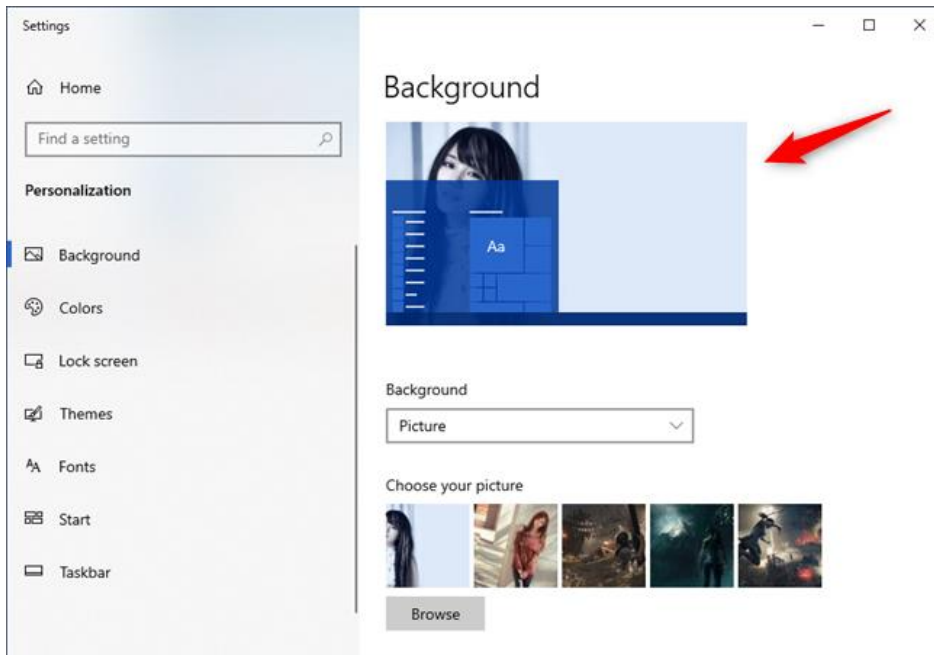 Settings
Home
Find a setting
Personalization
Background
Colors
Lock screen
Themes
Fonts
Start
Taskbar
Background
Aa
Background
Picture
Choose your picture
Browse